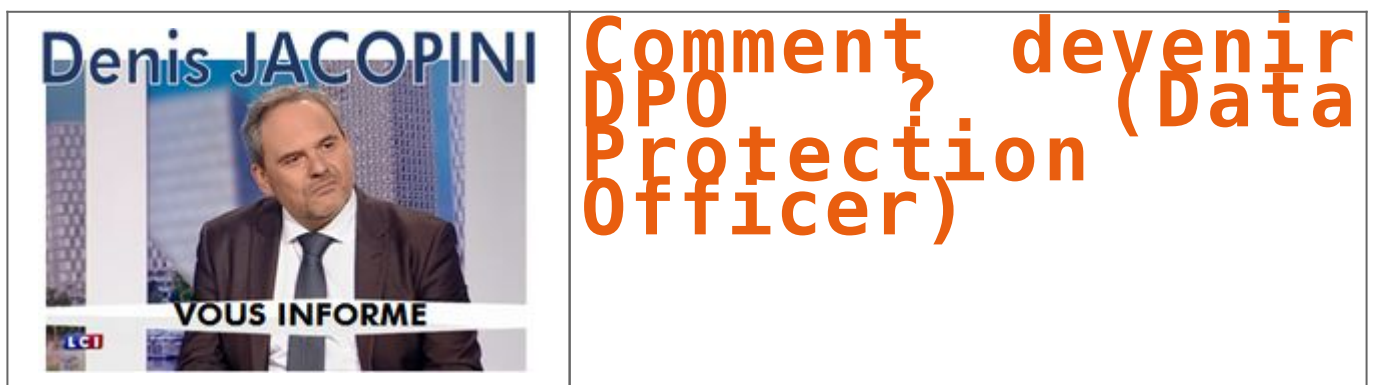 Denis JACOPINI
VOUS INFORME
LCI
Comment devenir
DPO ? (Data
Protection
Officer)